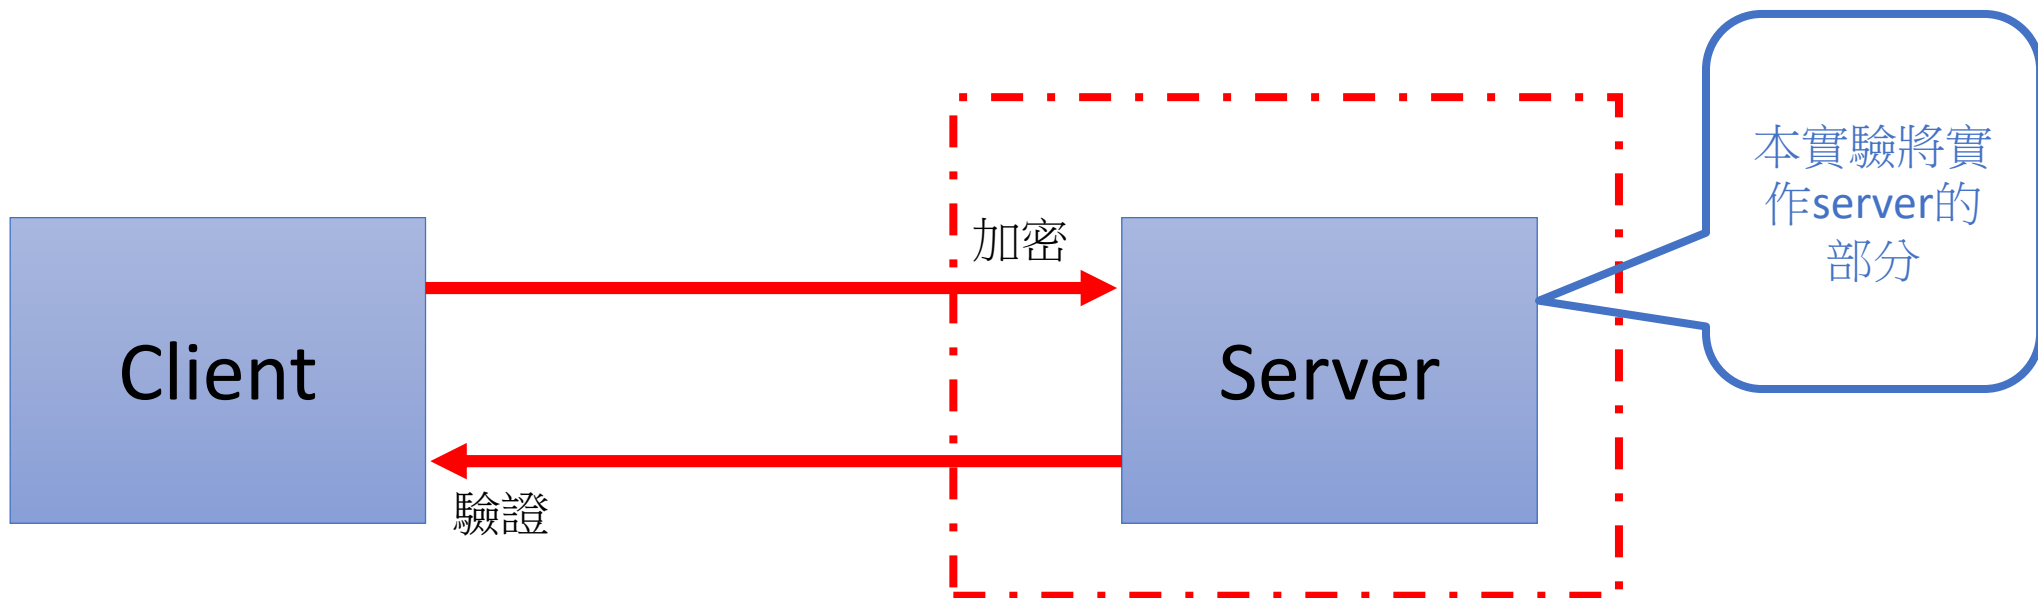 加密
Client
Server
驗證
本實驗將實
作server的
部分